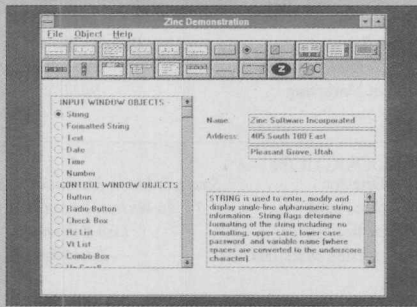 Zinc Demonstration
File Object Help
Z
ABC
INPUT WINDOW OBJECTS
String
Formatted String
Text
Date
Time
Number
CONTROL WINDOW OBJECTS
Button
Radio Button
Check Box
Hz List
Vt List
Combo Box
Name: Zinc Software Incorporated
Address: 405 South 100 East
Pleasant Grove, Utah
STRING is used to enter, modify and
display single-line alphanumeric string
information. String flags determine
formatting of the string including: no
formatting, upper-case, lower case
password, and variable name (where
spaces are converted to the underscore
character).